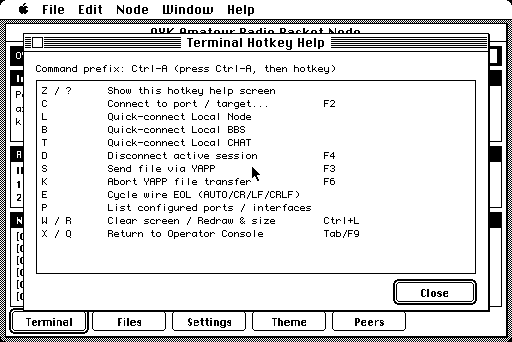 File Edit Node Window Help
Terminal Hotkey Help
Command prefix: Ctrl-A (press Ctrl-A, then hotkey)
Z / ? Show this hotkey help screen
C Connect to port / target... F2
L Quick-connect Local Node
B Quick-connect Local BBS
T Quick-connect Local CHAT
D Disconnect active session F4
S Send file via YAPP F3
K Abort YAPP file transfer F6
E Cycle wire EOL (AUTO/CR/LF/CRLF)
P List configured ports / interfaces
W / R Clear screen / Redraw & size Ctrl+L
X / Q Return to Operator Console Tab/F9
Close
Terminal Files Settings Theme Peers